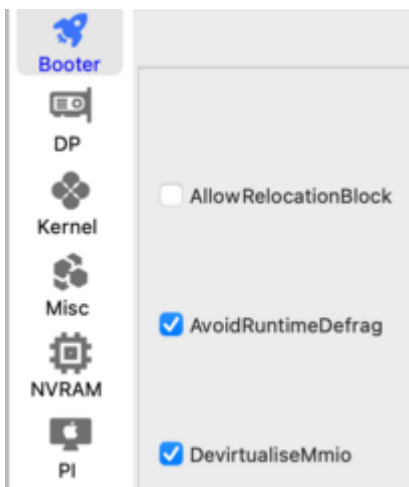 Booter
DP
Kernel
Misc
NVRAM
PI
AllowRelocationBlock
AvoidRuntimeDefrag
DevirtualiseMmio